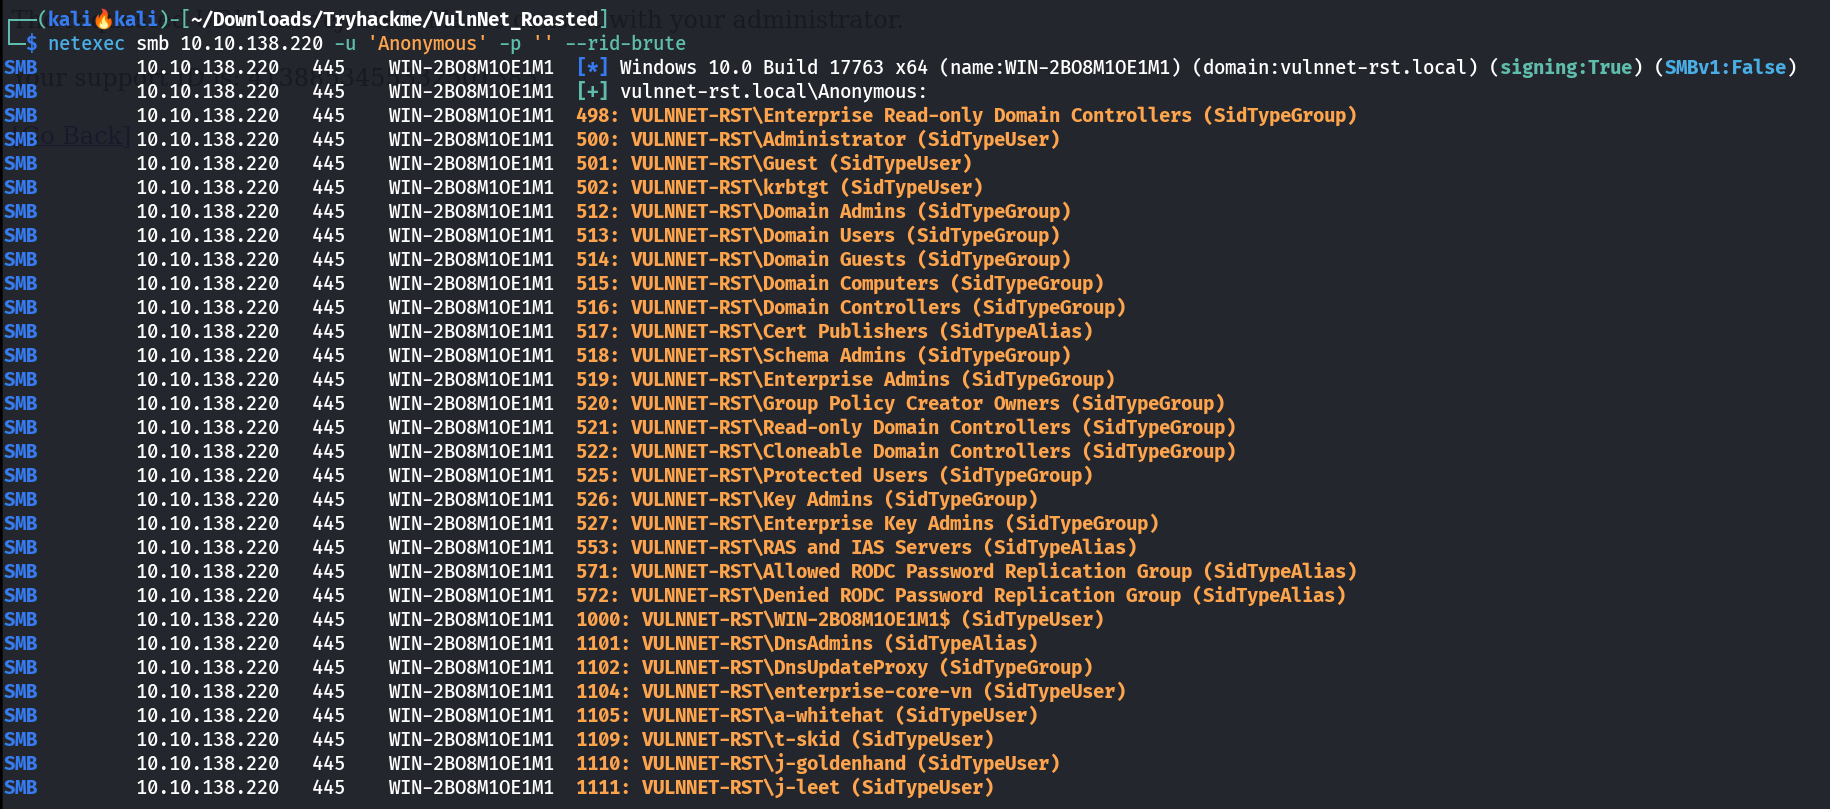 ┌──(kali🔥kali)-[~/Downloads/Tryhackme/VulnNet_Roasted]
└─$ netexec smb 10.10.138.220 -u 'Anonymous' -p '' --rid-brute
SMB 10.10.138.220 445 WIN-2BO8M1OE1M1 [*] Windows 10.0 Build 17763 x64 (name:WIN-2BO8M1OE1M1) (domain:vulnnet-rst.local) (signing:True) (SMBv1:False)
SMB 10.10.138.220 445 WIN-2BO8M1OE1M1 [+] vulnnet-rst.local\Anonymous:
SMB 10.10.138.220 445 WIN-2BO8M1OE1M1 498: VULNNET-RST\Enterprise Read-only Domain Controllers (SidTypeGroup)
SMB 10.10.138.220 445 WIN-2BO8M1OE1M1 500: VULNNET-RST\Administrator (SidTypeUser)
SMB 10.10.138.220 445 WIN-2BO8M1OE1M1 501: VULNNET-RST\Guest (SidTypeUser)
SMB 10.10.138.220 445 WIN-2BO8M1OE1M1 502: VULNNET-RST\krbtgt (SidTypeUser)
SMB 10.10.138.220 445 WIN-2BO8M1OE1M1 512: VULNNET-RST\Domain Admins (SidTypeGroup)
SMB 10.10.138.220 445 WIN-2BO8M1OE1M1 513: VULNNET-RST\Domain Users (SidTypeGroup)
SMB 10.10.138.220 445 WIN-2BO8M1OE1M1 514: VULNNET-RST\Domain Guests (SidTypeGroup)
SMB 10.10.138.220 445 WIN-2BO8M1OE1M1 515: VULNNET-RST\Domain Computers (SidTypeGroup)
SMB 10.10.138.220 445 WIN-2BO8M1OE1M1 516: VULNNET-RST\Domain Controllers (SidTypeGroup)
SMB 10.10.138.220 445 WIN-2BO8M1OE1M1 517: VULNNET-RST\Cert Publishers (SidTypeAlias)
SMB 10.10.138.220 445 WIN-2BO8M1OE1M1 518: VULNNET-RST\Schema Admins (SidTypeGroup)
SMB 10.10.138.220 445 WIN-2BO8M1OE1M1 519: VULNNET-RST\Enterprise Admins (SidTypeGroup)
SMB 10.10.138.220 445 WIN-2BO8M1OE1M1 520: VULNNET-RST\Group Policy Creator Owners (SidTypeGroup)
SMB 10.10.138.220 445 WIN-2BO8M1OE1M1 521: VULNNET-RST\Read-only Domain Controllers (SidTypeGroup)
SMB 10.10.138.220 445 WIN-2BO8M1OE1M1 522: VULNNET-RST\Cloneable Domain Controllers (SidTypeGroup)
SMB 10.10.138.220 445 WIN-2BO8M1OE1M1 525: VULNNET-RST\Protected Users (SidTypeGroup)
SMB 10.10.138.220 445 WIN-2BO8M1OE1M1 526: VULNNET-RST\Key Admins (SidTypeGroup)
SMB 10.10.138.220 445 WIN-2BO8M1OE1M1 527: VULNNET-RST\Enterprise Key Admins (SidTypeGroup)
SMB 10.10.138.220 445 WIN-2BO8M1OE1M1 553: VULNNET-RST\RAS and IAS Servers (SidTypeAlias)
SMB 10.10.138.220 445 WIN-2BO8M1OE1M1 571: VULNNET-RST\Allowed RODC Password Replication Group (SidTypeAlias)
SMB 10.10.138.220 445 WIN-2BO8M1OE1M1 572: VULNNET-RST\Denied RODC Password Replication Group (SidTypeAlias)
SMB 10.10.138.220 445 WIN-2BO8M1OE1M1 1000: VULNNET-RST\WIN-2BO8M1OE1M1$ (SidTypeUser)
SMB 10.10.138.220 445 WIN-2BO8M1OE1M1 1101: VULNNET-RST\DnsAdmins (SidTypeAlias)
SMB 10.10.138.220 445 WIN-2BO8M1OE1M1 1102: VULNNET-RST\DnsUpdateProxy (SidTypeGroup)
SMB 10.10.138.220 445 WIN-2BO8M1OE1M1 1104: VULNNET-RST\enterprise-core-vn (SidTypeUser)
SMB 10.10.138.220 445 WIN-2BO8M1OE1M1 1105: VULNNET-RST\a-whitehat (SidTypeUser)
SMB 10.10.138.220 445 WIN-2BO8M1OE1M1 1109: VULNNET-RST\t-skid (SidTypeUser)
SMB 10.10.138.220 445 WIN-2BO8M1OE1M1 1110: VULNNET-RST\j-goldenhand (SidTypeUser)
SMB 10.10.138.220 445 WIN-2BO8M1OE1M1 1111: VULNNET-RST\j-leet (SidTypeUser)
with your administrator.
[Go Back]